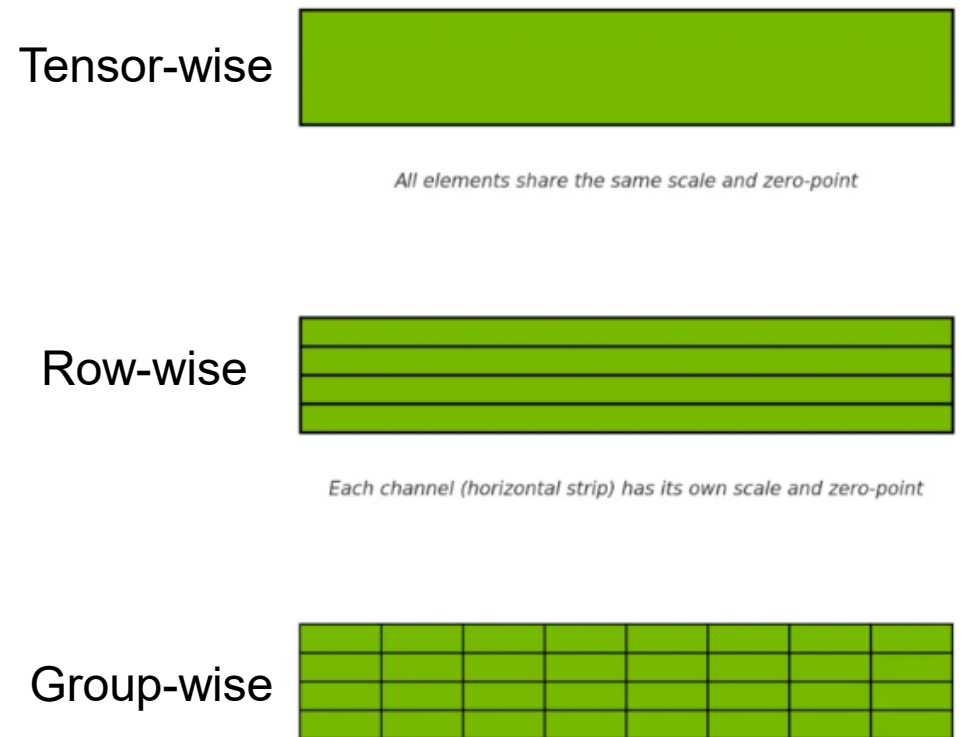 Tensor-wise
All elements share the same scale and zero-point
Row-wise
Each channel (horizontal strip) has its own scale and zero-point
Group-wise